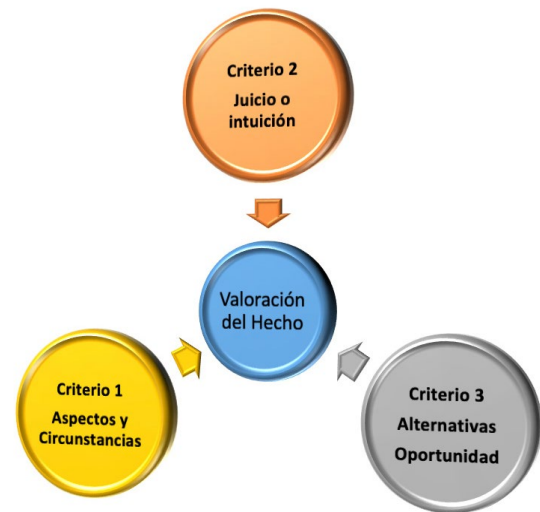 Criterio 2
Juicio o
intuición
Valoración
del Hecho
Criterio 1
Aspectos y
Circunstancias
Criterio 3
Alternativas
Oportunidad